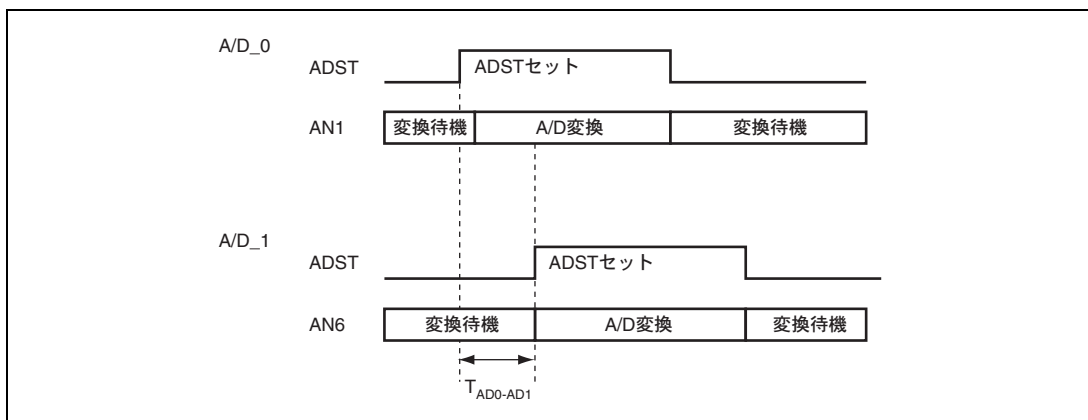 A/D_0
ADST
ADSTセット
AN1
変換待機
A/D変換
変換待機
A/D_1
ADST
ADSTセット
AN6
変換待機
A/D変換
変換待機
TAD0-AD1